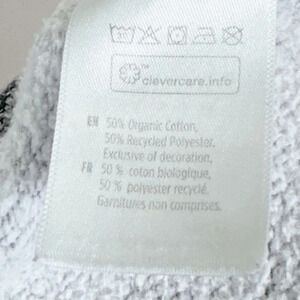 clevercare.info
EN 50% Organic Cotton,
50% Recycled Polyester.
Exclusive of decoration,
FR 50 % coton biologique,
50 % polyester recyclé.
Garnitures non comprises.